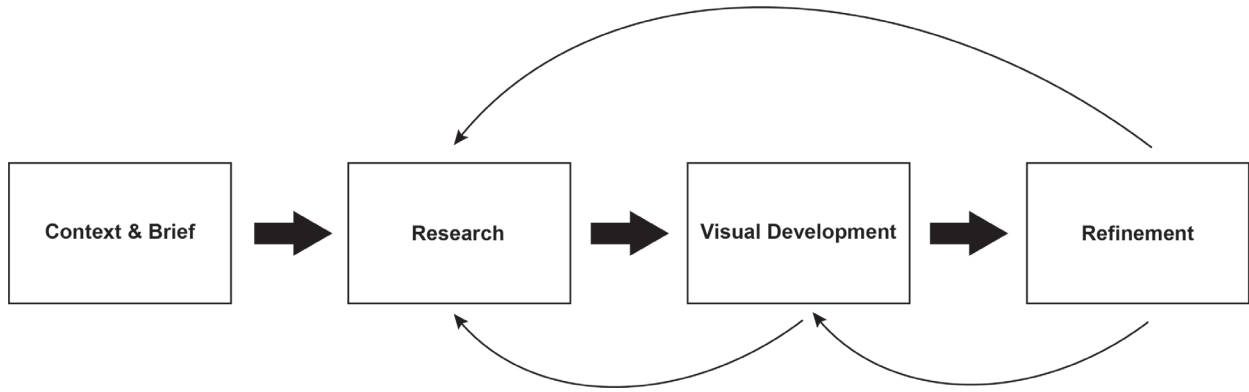 Context & Brief
Research
Visual Development
Refinement